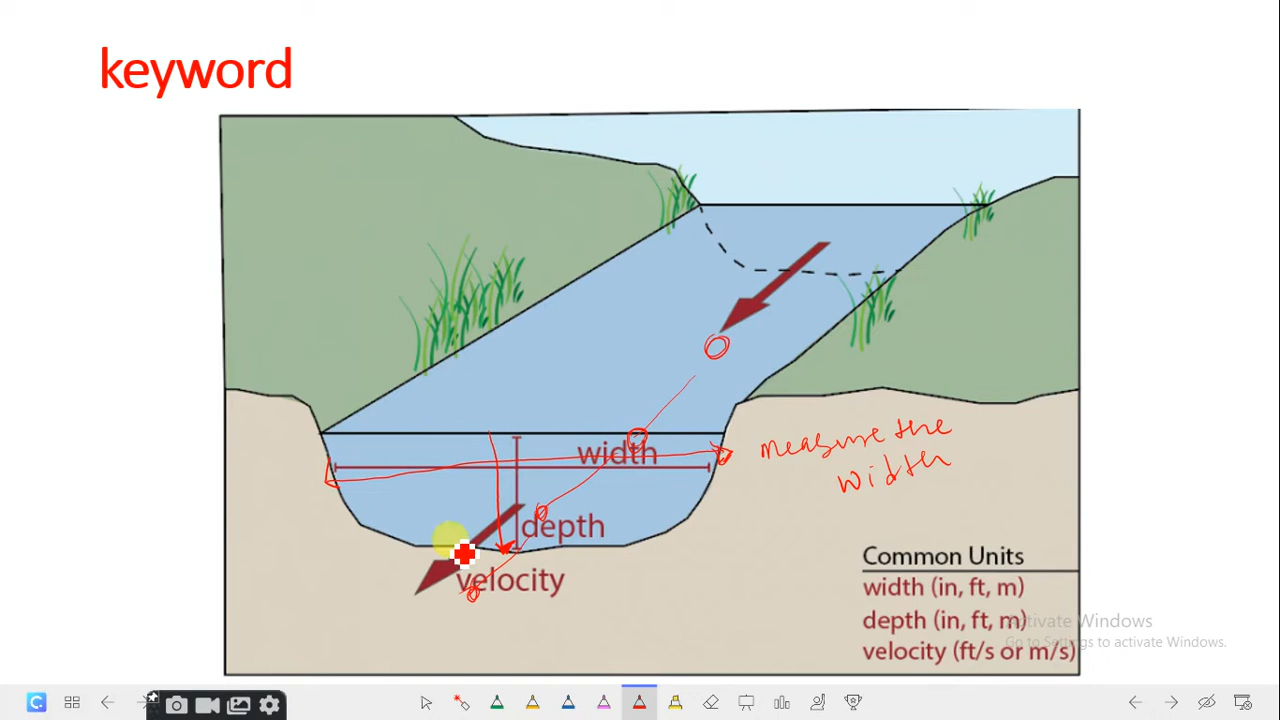 keyword
width
measure the
width
depth
velocity
Common Units
width (in, ft, m)
depth (in, ft, m)
velocity (ft/s or m/s)
Activate Windows
Go to Settings to activate Windows.